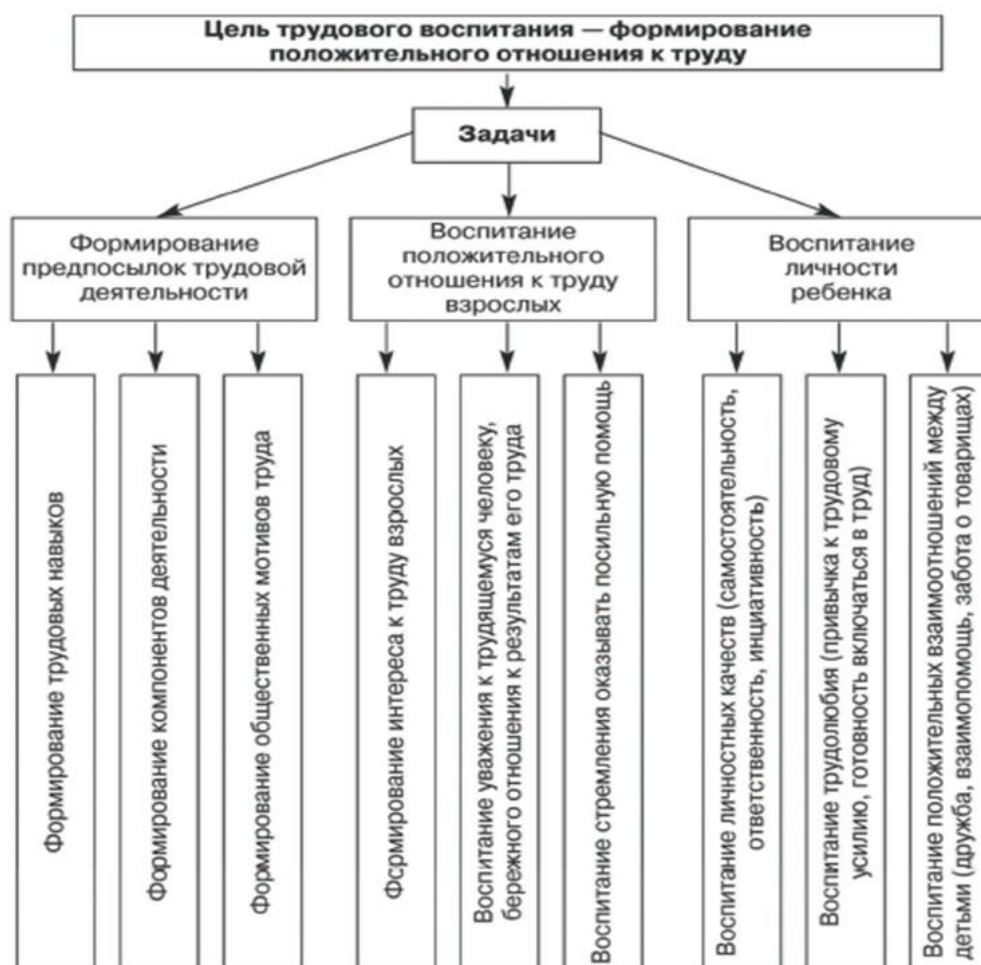 Цель трудового воспитания — формирование
положительного отношения к труду
Задачи
Формирование
предпосылок трудовой
деятельности
Воспитание
положительного
отношения к труду
взрослых
Воспитание
личности
ребенка
Формирование трудовых навыков
Формирование компонентов деятельности
Формирование общественных мотивов труда
Формирование интереса к труду взрослых
Воспитание уважения к трудящемуся человеку,
бережного отношения к результатам его труда
Воспитание стремления оказывать посильную помощь
Воспитание личностных качеств (самостоятельность,
ответственность, инициативность)
Воспитание трудолюбия (привычка к трудовому
усилию, готовность включаться в труд)
Воспитание положительных взаимоотношений между
детьми (дружба, взаимопомощь, забота о товарищах)